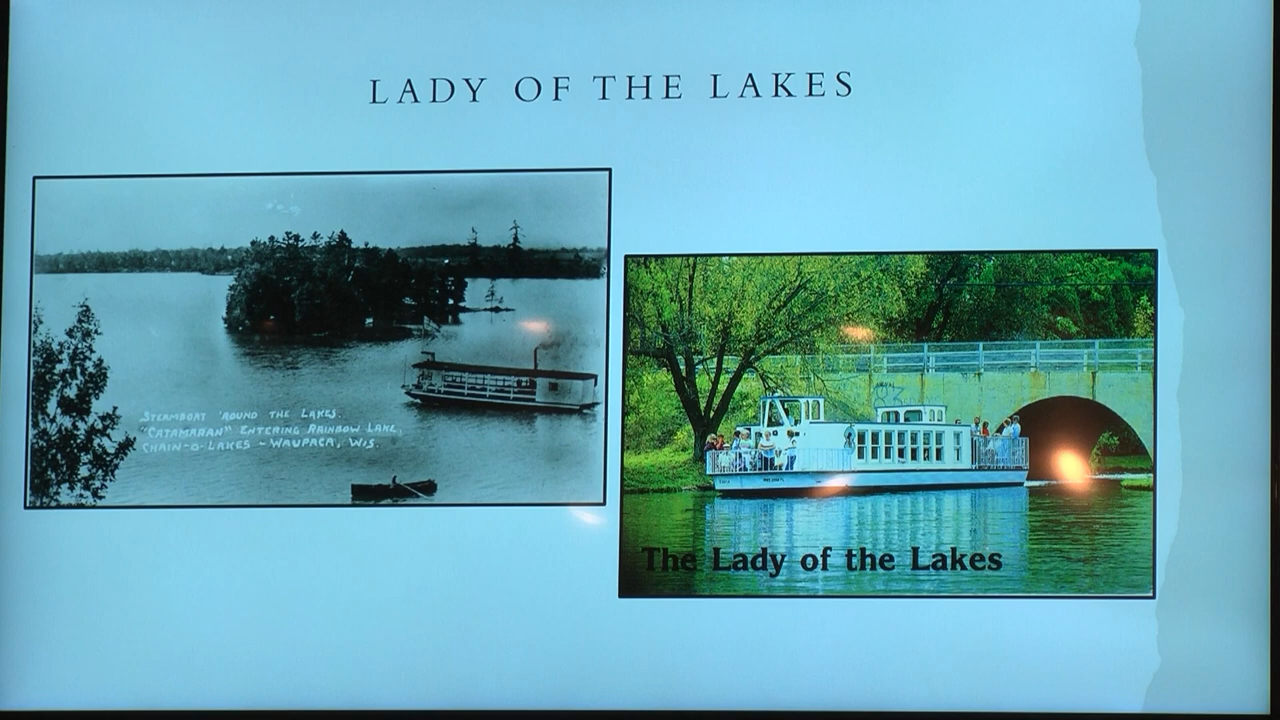 LADY OF THE LAKES
STEAMBOAT 'ROUND THE LAKES.
"CATAMARAN" ENTERING RAINBOW LAKE,
CHAIN-O-LAKES - WAUPACA, WIS.
The Lady of the Lakes